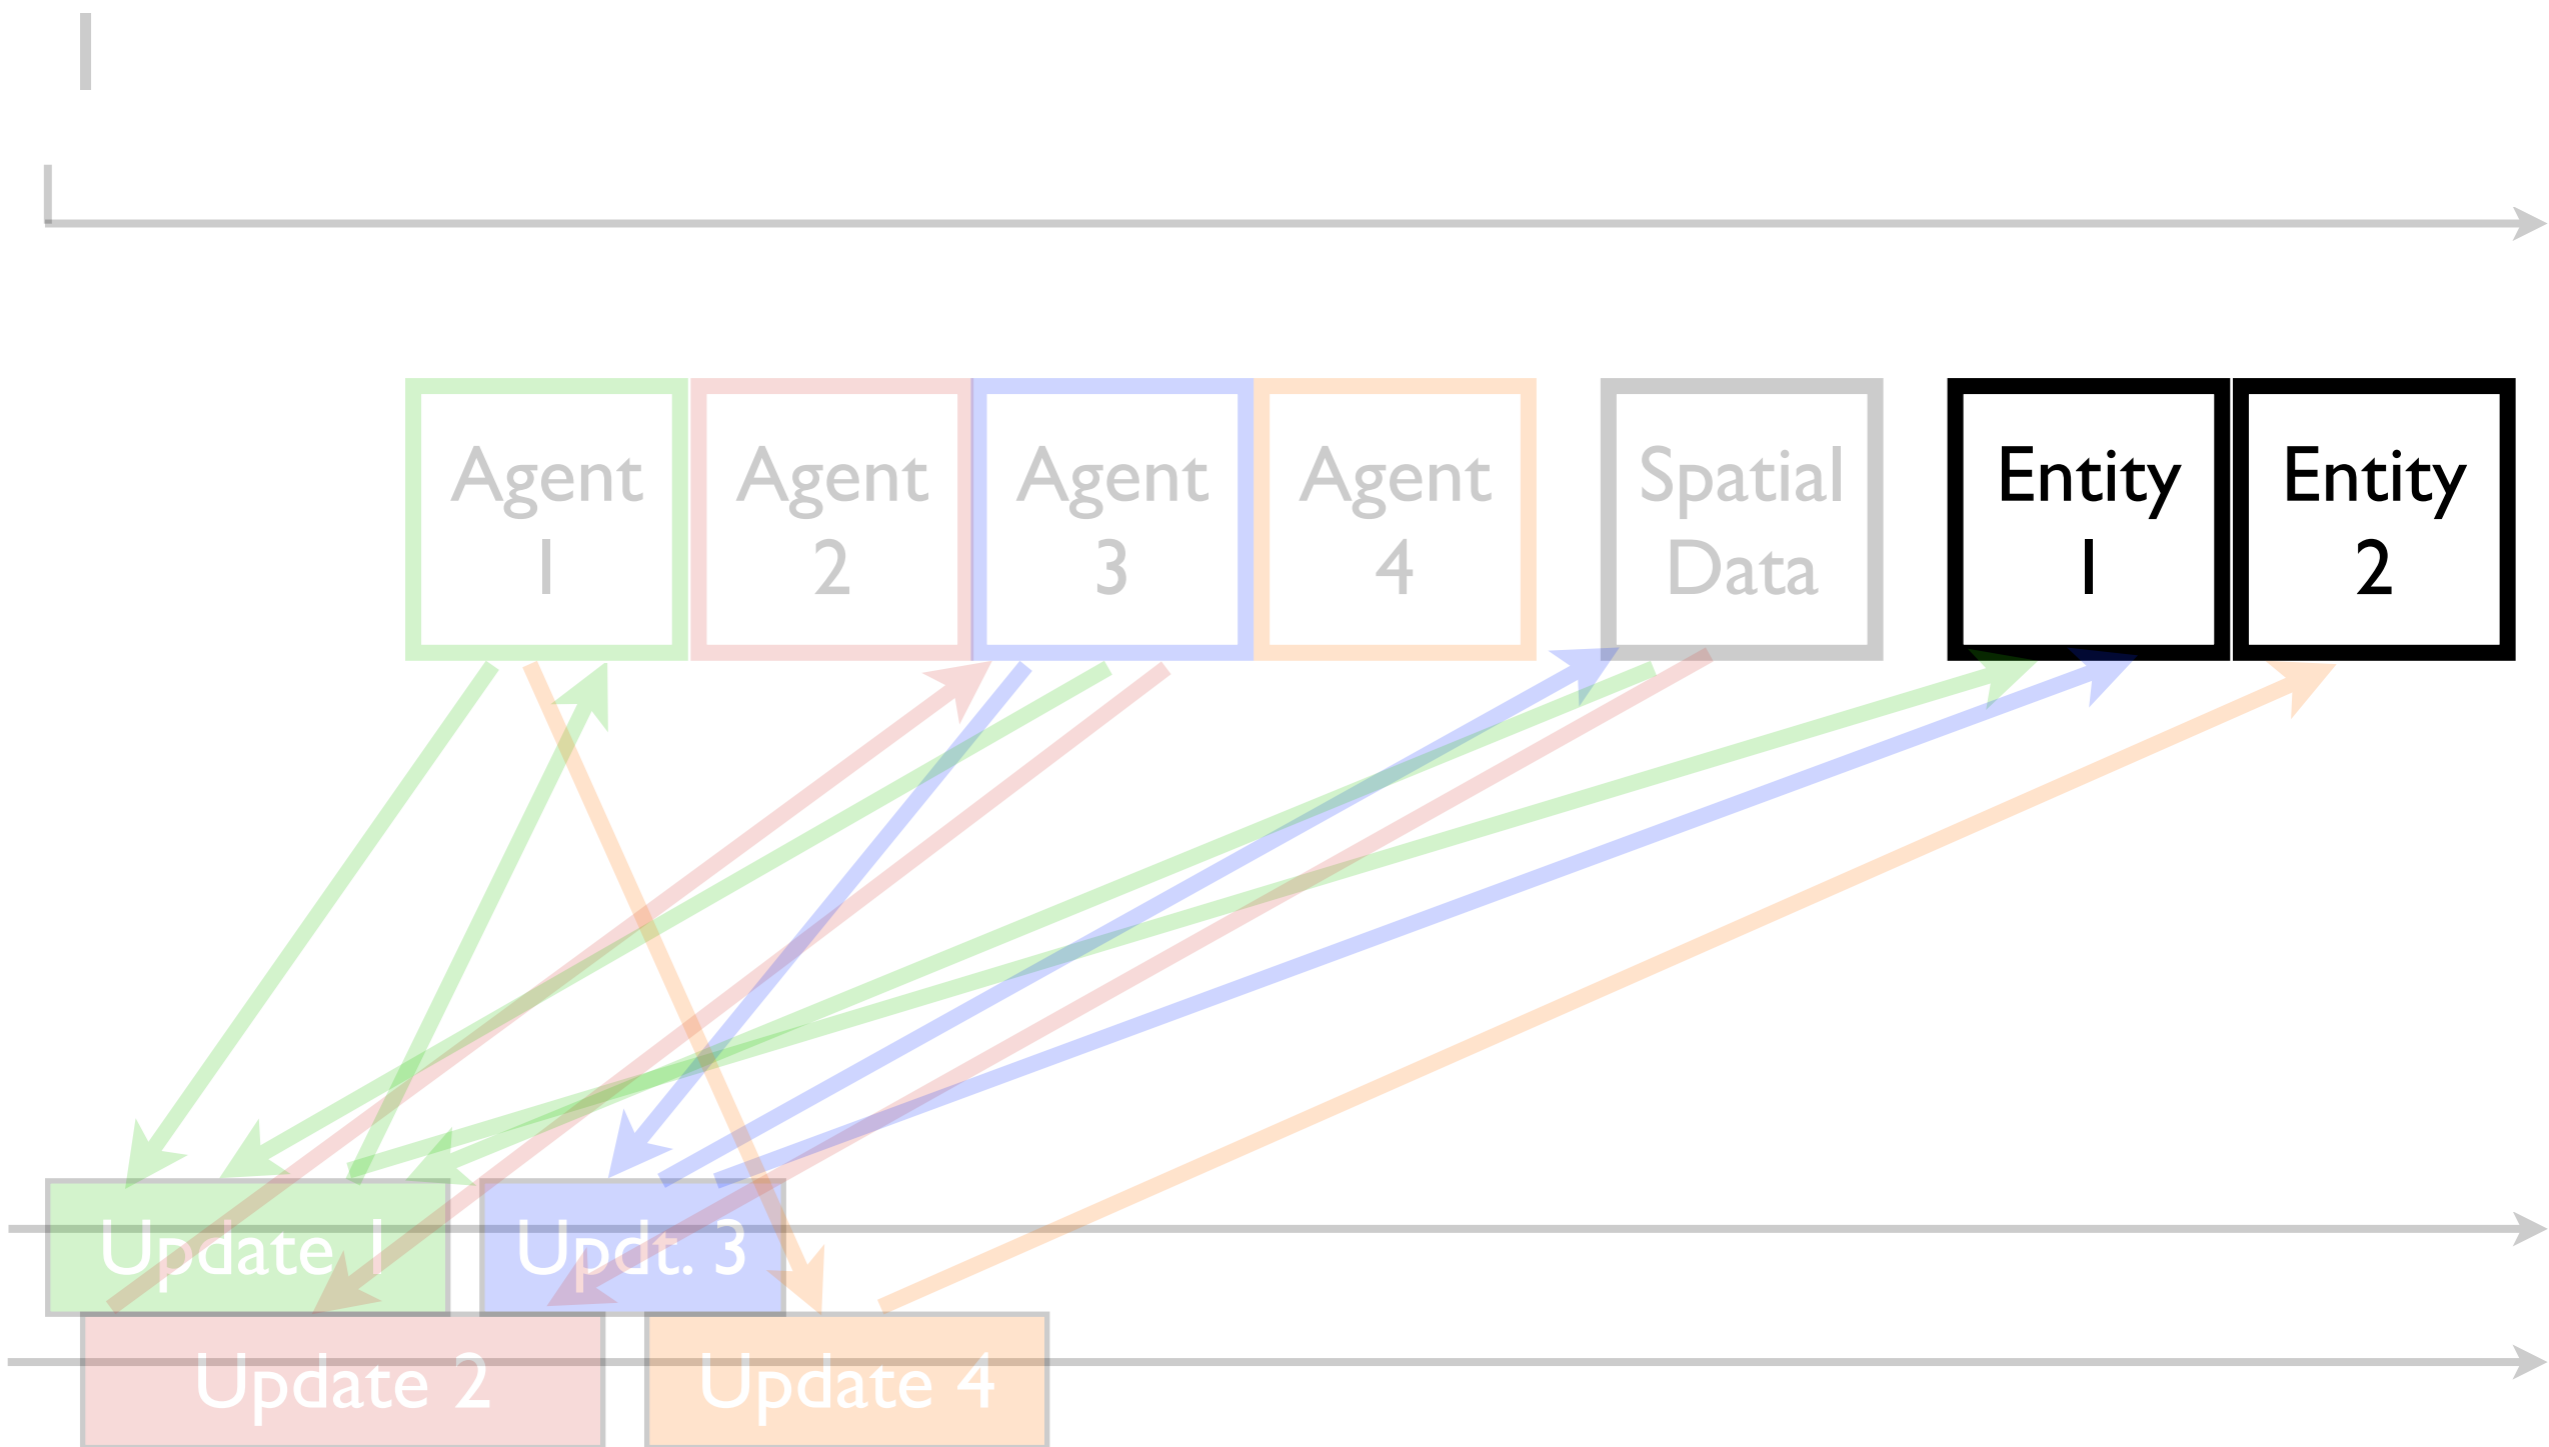 Agent
1
Agent
2
Agent
3
Agent
4
Spatial
Data
Entity
1
Entity
2
Update 1
Updt. 3
Update 2
Update 4